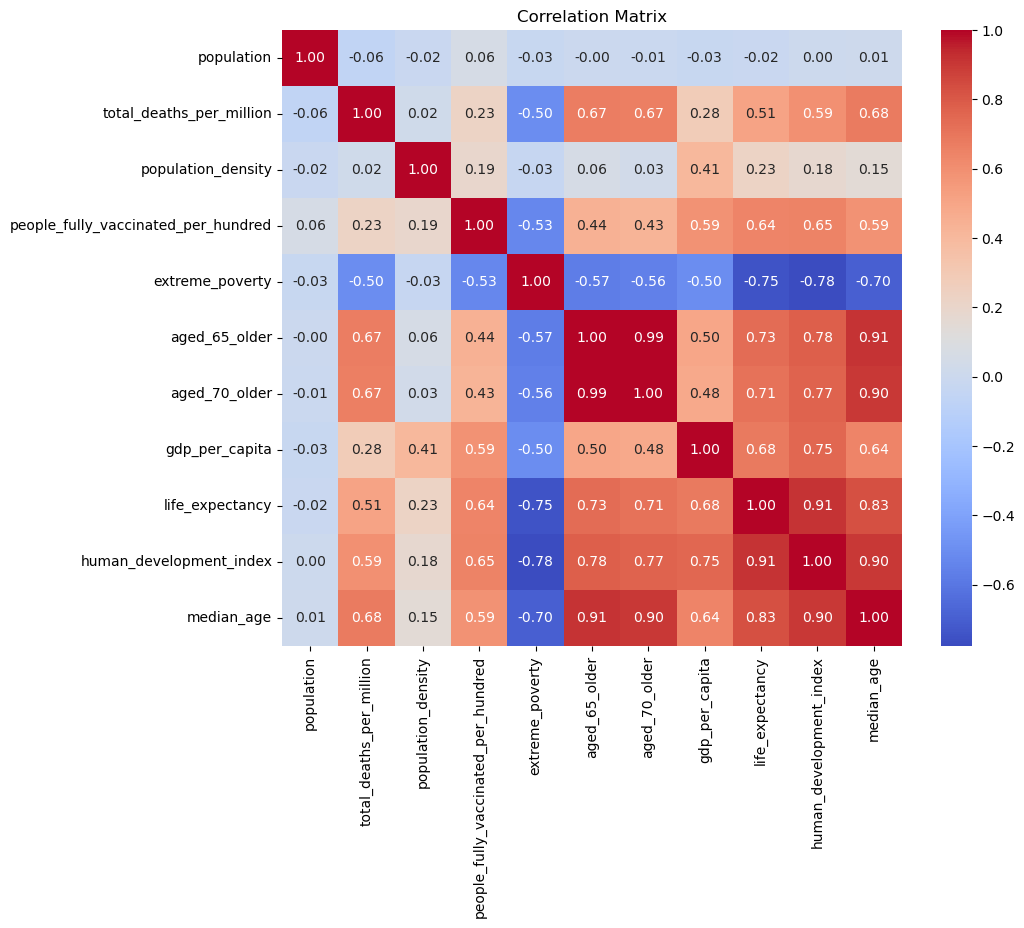 Correlation Matrix
population 1.00 -0.06 -0.02 0.06 -0.03 -0.00 -0.01 -0.03 -0.02 0.00 0.01
total_deaths_per_million -0.06 1.00 0.02 0.23 -0.50 0.67 0.67 0.28 0.51 0.59 0.68
population_density -0.02 0.02 1.00 0.19 -0.03 0.06 0.03 0.41 0.23 0.18 0.15
people_fully_vaccinated_per_hundred 0.06 0.23 0.19 1.00 -0.53 0.44 0.43 0.59 0.64 0.65 0.59
extreme_poverty -0.03 -0.50 -0.03 -0.53 1.00 -0.57 -0.56 -0.50 -0.75 -0.78 -0.70
aged_65_older -0.00 0.67 0.06 0.44 -0.57 1.00 0.99 0.50 0.73 0.78 0.91
aged_70_older -0.01 0.67 0.03 0.43 -0.56 0.99 1.00 0.48 0.71 0.77 0.90
gdp_per_capita -0.03 0.28 0.41 0.59 -0.50 0.50 0.48 1.00 0.68 0.75 0.64
life_expectancy -0.02 0.51 0.23 0.64 -0.75 0.73 0.71 0.68 1.00 0.91 0.83
human_development_index 0.00 0.59 0.18 0.65 -0.78 0.78 0.77 0.75 0.91 1.00 0.90
median_age 0.01 0.68 0.15 0.59 -0.70 0.91 0.90 0.64 0.83 0.90 1.00
population
total_deaths_per_million
population_density
people_fully_vaccinated_per_hundred
extreme_poverty
aged_65_older
aged_70_older
gdp_per_capita
life_expectancy
human_development_index
median_age
1.0
0.8
0.6
0.4
0.2
0.0
−0.2
−0.4
−0.6